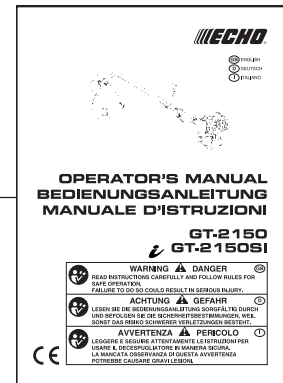 ECHO
GB ENGLISH
D DEUTSCH
I ITALIANO
OPERATOR'S MANUAL
BEDIENUNGSANLEITUNG
MANUALE D'ISTRUZIONI
GT-2150
i GT-2150SI
WARNING DANGER GB
READ INSTRUCTIONS CAREFULLY AND FOLLOW RULES FOR
SAFE OPERATION.
FAILURE TO DO SO COULD RESULT IN SERIOUS INJURY.
ACHTUNG GEFAHR D
LESEN SIE DIE BEDIENUNGSANLEITUNG SORGFÄLTIG DURCH
UND BEFOLGEN SIE DIE SICHERHEITSBESTIMMUNGEN, WEIL
SONST DAS RISIKO SCHWERER VERLETZUNGEN BESTEHT.
AVVERTENZA PERICOLO I
LEGGERE E SEGUIRE ATTENTAMENTE LE ISTRUZIONI PER
USARE IL DECESPUGLIATORE IN MANIERA SICURA.
LA MANCATA OSSERVANZA DI QUESTA AVVERTENZA
POTREBBE CAUSARE GRAVI LESIONI.
CE